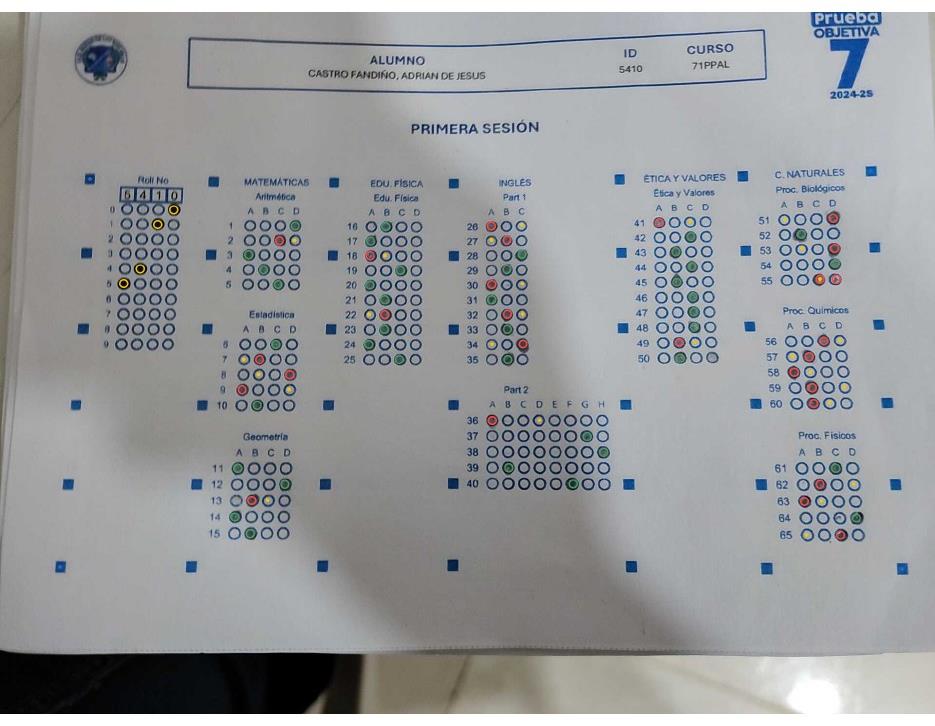 Prueba
OBJETIVA
7
2024-25
ALUMNO
CASTRO FANDIÑO, ADRIAN DE JESUS
ID
5410
CURSO
71PPAL
PRIMERA SESIÓN
Roll No
5 4 1 0
0
1
2
3
4
5
6
7
8
9
MATEMÁTICAS
Aritmética
A B C D
1
2
3
4
5
Estadística
A B C D
6
7
8
9
10
Geometría
A B C D
11
12
13
14
15
EDU. FÍSICA
Edu. Física
A B C D
16
17
18
19
20
21
22
23
24
25
INGLÉS
Part 1
A B C
26
27
28
29
30
31
32
33
34
35
Part 2
A B C D E F G H
36
37
38
39
40
ÉTICA Y VALORES
Ética y Valores
A B C D
41
42
43
44
45
46
47
48
49
50
C. NATURALES
Proc. Biológicos
A B C D
51
52
53
54
55
Proc. Químicos
A B C D
56
57
58
59
60
Proc. Físicos
A B C D
61
62
63
64
65